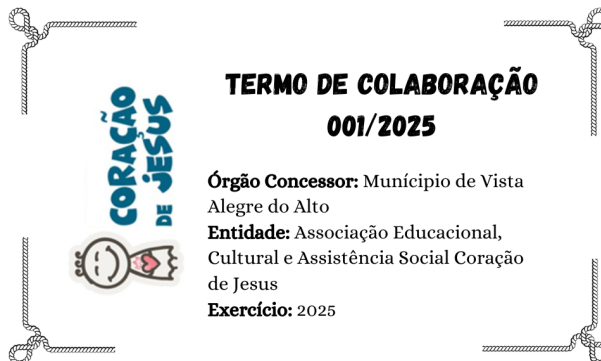 CORAÇÃO
DE JESUS
TERMO DE COLABORAÇÃO
001/2025
Órgão Concessor: Munícipio de Vista
Alegre do Alto
Entidade: Associação Educacional,
Cultural e Assistência Social Coração
de Jesus
Exercício: 2025